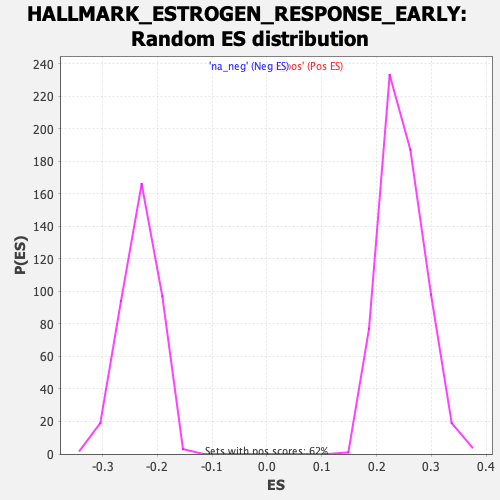 HALLMARK_ESTROGEN_RESPONSE_EARLY:
Random ES distribution
'na_neg' (Neg ES) pos' (Pos ES)
240
220
200
180
160
140
120
100
80
60
40
20
0
P(ES)
Sets with pos scores: 62%
-0.3 -0.2 -0.1 0.0 0.1 0.2 0.3 0.4
ES